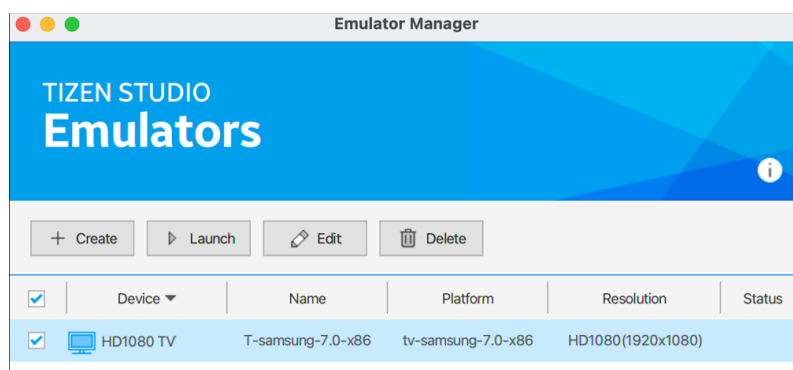 Emulator Manager
TIZEN STUDIO
Emulators
i
+ Create Launch Edit Delete
Device Name Platform Resolution Status
HD1080 TV T-samsung-7.0-x86 tv-samsung-7.0-x86 HD1080(1920x1080)